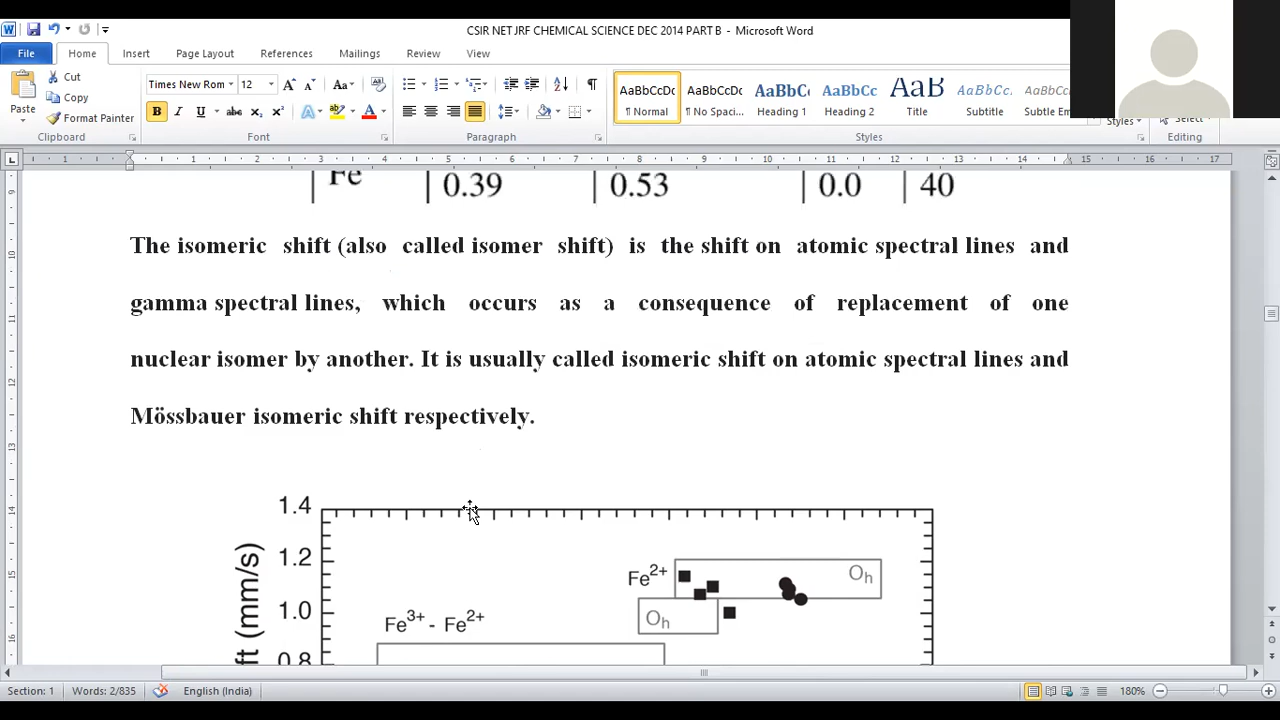 CSIR NET JRF CHEMICAL SCIENCE DEC 2014 PART B - Microsoft Word
File Home Insert Page Layout References Mailings Review View
Paste Cut Copy Format Painter Clipboard
Times New Rom 12 Font
Paragraph
AaBbCcDc AaBbCcDc AaBbC AaBbCc AaB AaBbCc.
¶ Normal ¶ No Spaci... Heading 1 Heading 2 Title Subtitle Subtle Em
Styles
Editing
Fe 0.39 0.53 0.0 40
The isomeric shift (also called isomer shift) is the shift on atomic spectral lines and
gamma spectral lines, which occurs as a consequence of replacement of one
nuclear isomer by another. It is usually called isomeric shift on atomic spectral lines and
Mössbauer isomeric shift respectively.
1.4
1.2
1.0
0.8
(mm/s)
Fe2+ Oh
Oh
Fe3+ - Fe2+
Section: 1 Words: 2/835 English (India) 180%